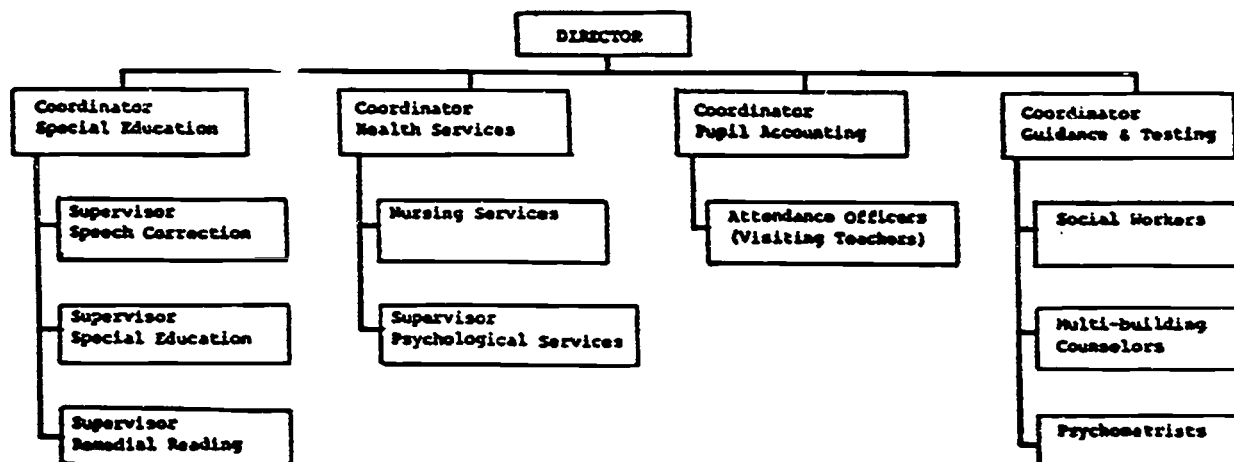 DIRECTOR
Coordinator
Special Education
Coordinator
Health Services
Coordinator
Pupil Accounting
Coordinator
Guidance & Testing
Supervisor
Speech Correction
Nursing Services
Attendance Officers
(Visiting Teachers)
Social Workers
Supervisor
Special Education
Supervisor
Psychological Services
Multi-building
Counselors
Supervisor
Remedial Reading
Psychometrists